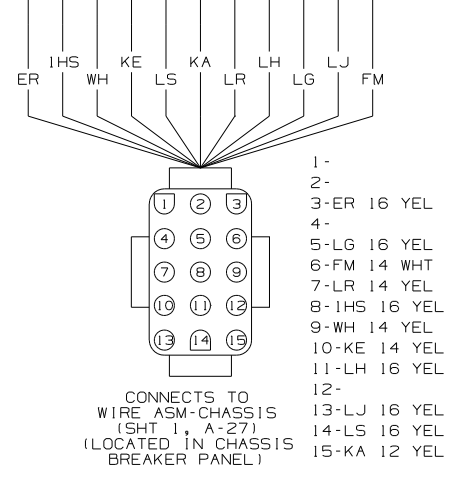 1HS KE KA LH LJ
ER WH LS LR LG FM
1 2 3
4 5 6
7 8 9
10 11 12
13 14 15
1-
2-
3-ER 16 YEL
4-
5-LG 16 YEL
6-FM 14 WHT
7-LR 14 YEL
8-1HS 16 YEL
9-WH 14 YEL
10-KE 14 YEL
11-LH 16 YEL
12-
13-LJ 16 YEL
14-LS 16 YEL
15-KA 12 YEL
CONNECTS TO
WIRE ASM-CHASSIS
(SHT 1, A-27)
(LOCATED IN CHASSIS
BREAKER PANEL)